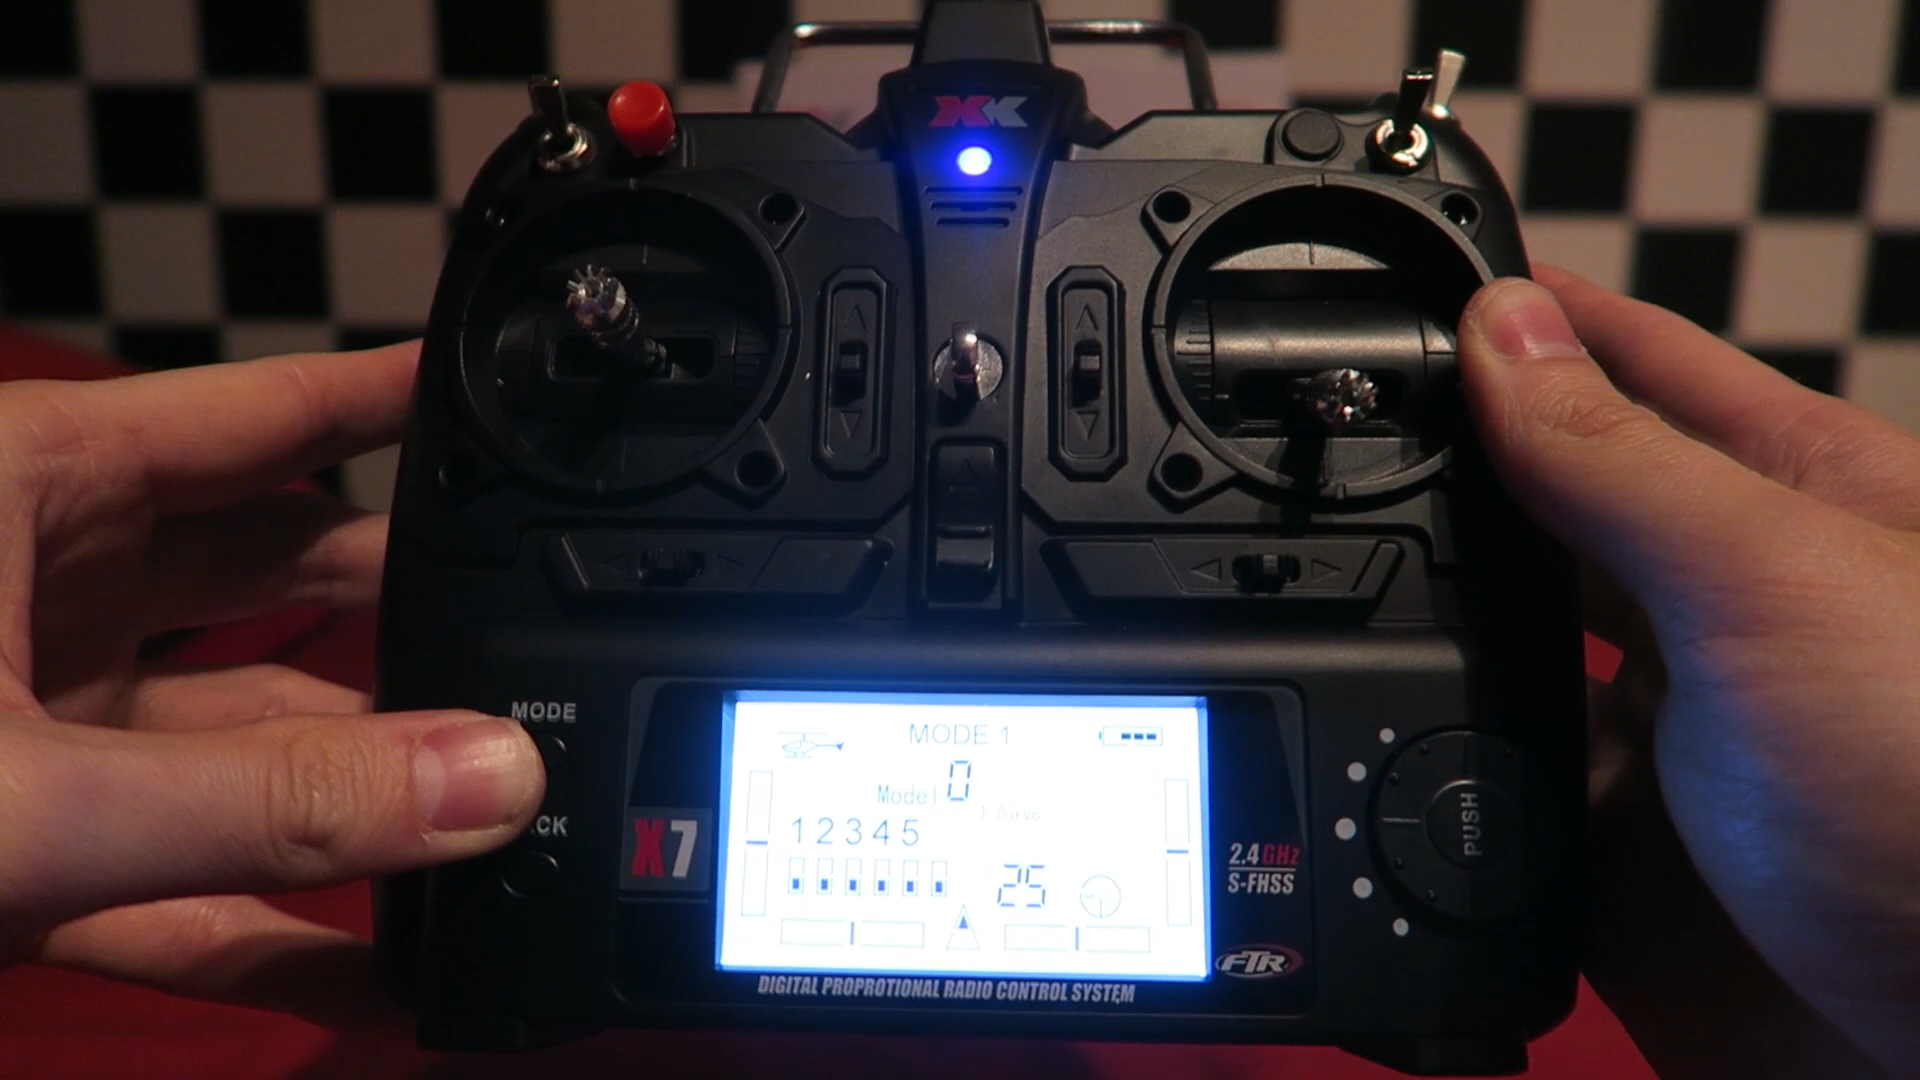 XK
MODE
CK
MODE 1
Model 0
T Curve
12345
25
X7
2.4GHz
S-FHSS
PUSH
FTR
DIGITAL PROPROTIONAL RADIO CONTROL SYSTEM